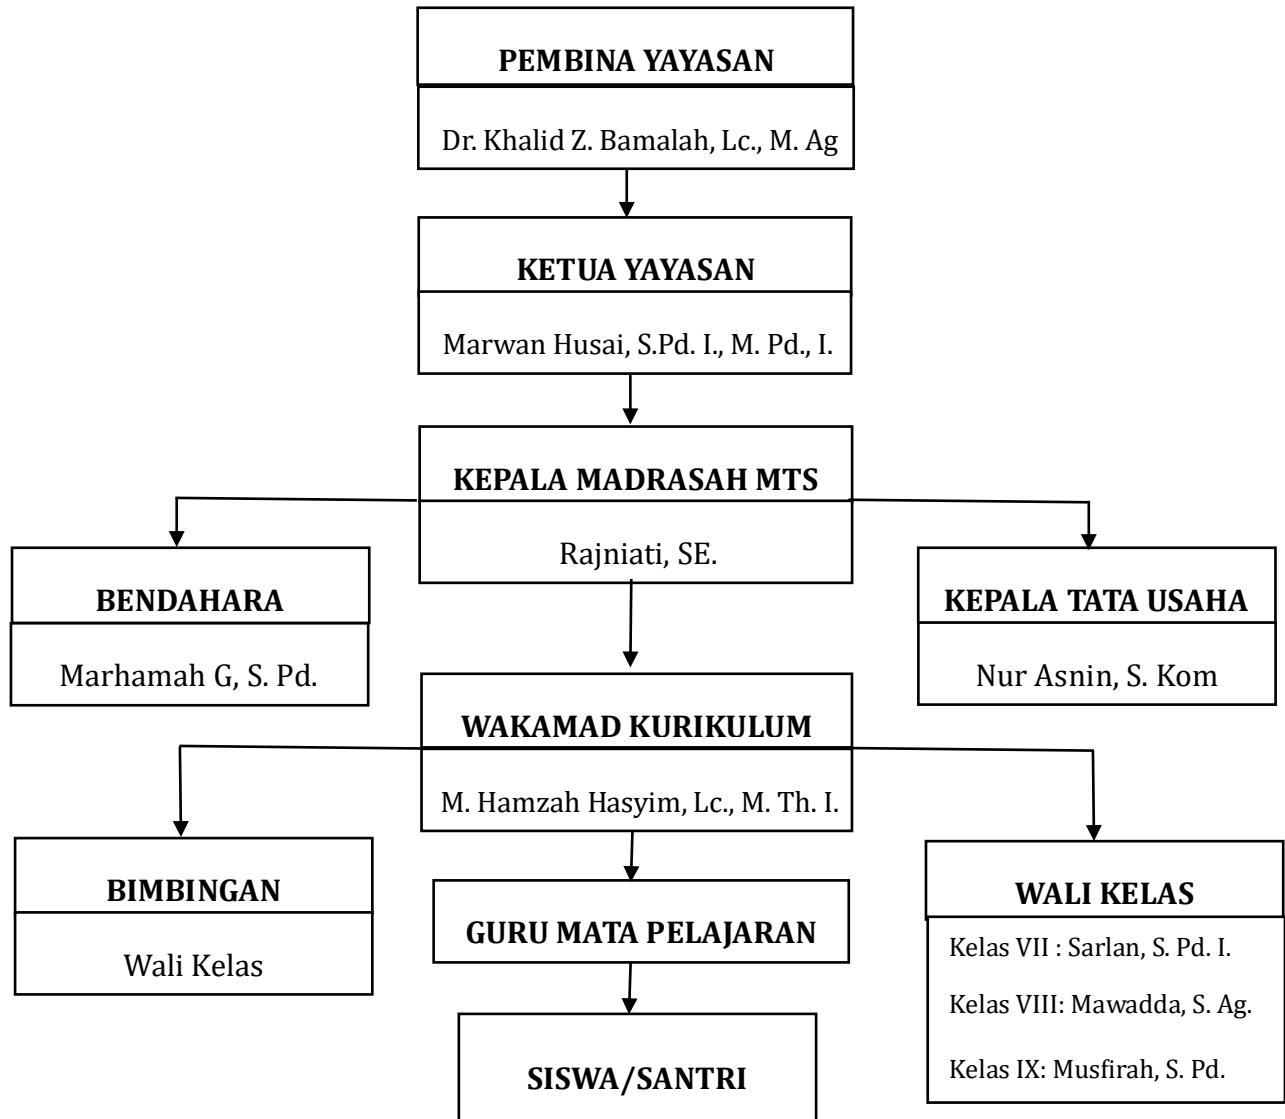 PEMBINA YAYASAN
Dr. Khalid Z. Bamalah, Lc., M. Ag
KETUA YAYASAN
Marwan Husai, S.Pd. I., M. Pd., I.
KEPALA MADRASAH MTS
Rajniati, SE.
BENDAHARA
Marhamah G, S. Pd.
KEPALA TATA USAHA
Nur Asnin, S. Kom
WAKAMAD KURIKULUM
M. Hamzah Hasyim, Lc., M. Th. I.
BIMBINGAN
Wali Kelas
GURU MATA PELAJARAN
WALI KELAS
Kelas VII : Sarlan, S. Pd. I.
Kelas VIII: Mawadda, S. Ag.
Kelas IX: Musfirah, S. Pd.
SISWA/SANTRI